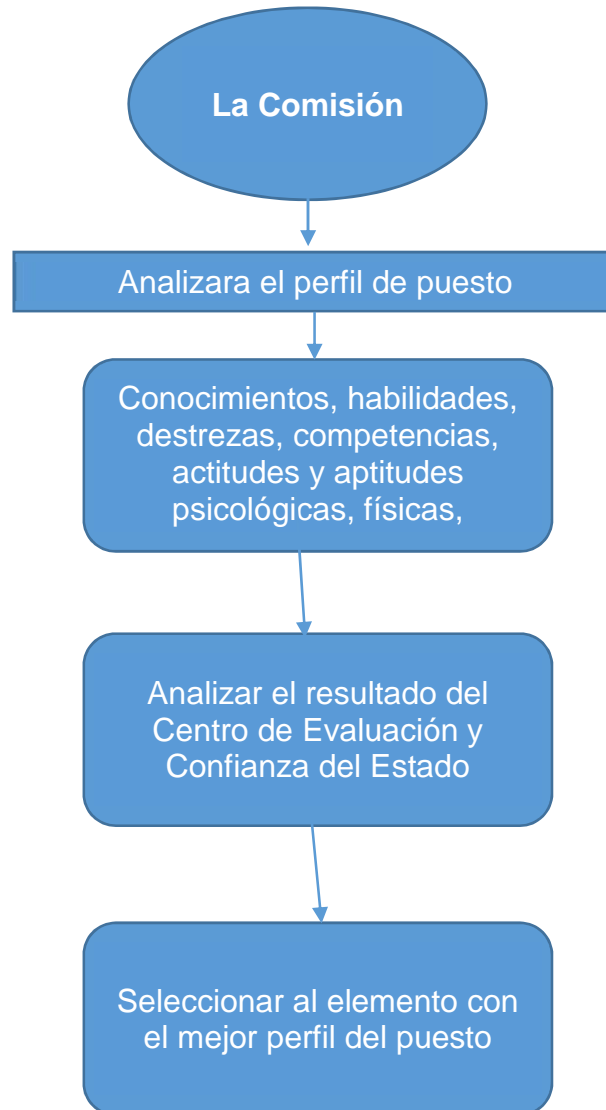 La Comisión
Analizara el perfil de puesto
Conocimientos, habilidades,
destrezas, competencias,
actitudes y aptitudes
psicológicas, físicas,
Analizar el resultado del
Centro de Evaluación y
Confianza del Estado
Seleccionar al elemento con
el mejor perfil del puesto